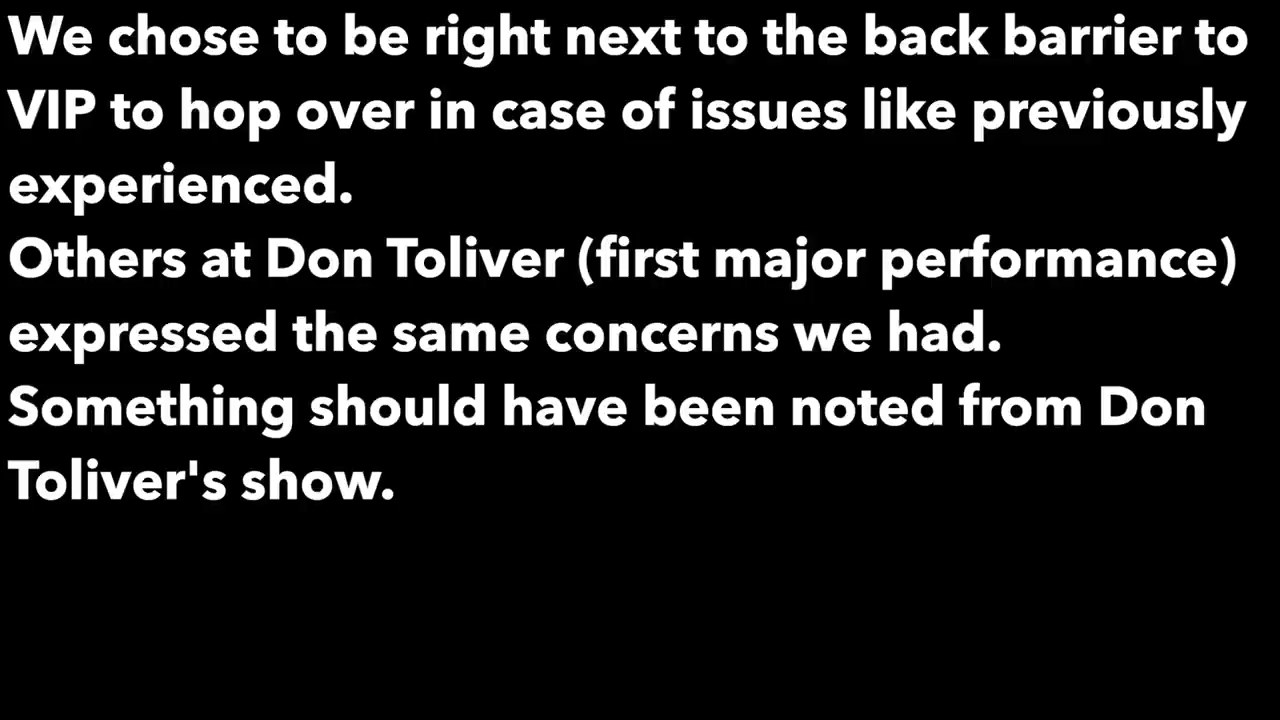 We chose to be right next to the back barrier to
VIP to hop over in case of issues like previously
experienced.
Others at Don Toliver (first major performance)
expressed the same concerns we had.
Something should have been noted from Don
Toliver's show.